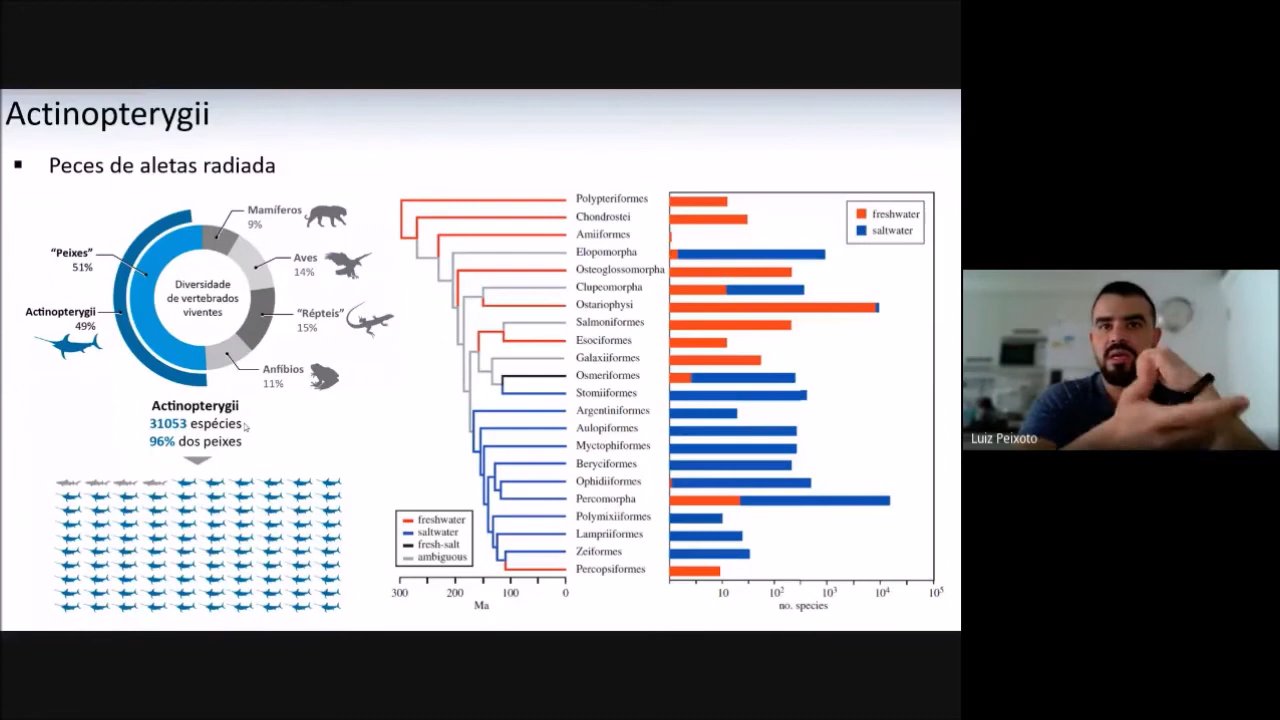 Actinopterygii
▪ Peces de aletas radiada
Mamíferos
9%
"Peixes"
51%
Aves
14%
Diversidade
de vertebrados
viventes
Actinopterygii
49%
"Répteis"
15%
Anfíbios
11%
Actinopterygii
31053 espécies
96% dos peixes
Polypteriformes
Chondrostei
Amiiformes
Elopomorpha
Osteoglossomorpha
Clupeomorpha
Ostariophysi
Salmoniformes
Esociformes
Galaxiiformes
Osmeriformes
Stomiiformes
Argentiniformes
Aulopiformes
Myctophiformes
Beryciformes
Ophidiiformes
Percomorpha
Polymixiiformes
Lampriiformes
Zeiformes
Percopsiformes
freshwater
saltwater
fresh-salt
ambiguous
300 200 100 0
Ma
freshwater
saltwater
10 10² 10³ 10⁴ 10⁵
no. species
Luiz Peixoto